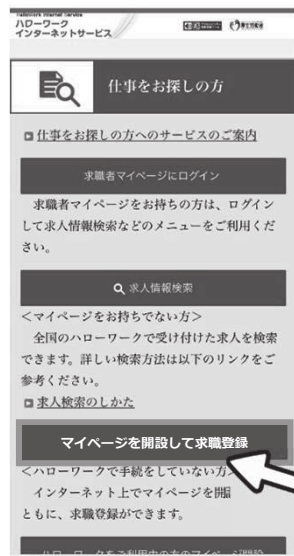 Hellowork Internet Service
ハローワーク
インターネットサービス
仕事をお探しの方
仕事をお探しの方へのサービスのご案内
求職者マイページにログイン
求職者マイページをお持ちの方は、ログイン
して求人情報検索などのメニューをご利用くだ
さい。
求人情報検索
<マイページをお持ちでない方>
全国のハローワークで受け付けた求人を検索
できます。詳しい検索方法は以下のリンクをご
参考ください。
求人検索のしかた
マイページを開設して求職登録
<ハローワークで手続をしていない方
インターネット上でマイページを開
ともに、求職登録ができます。